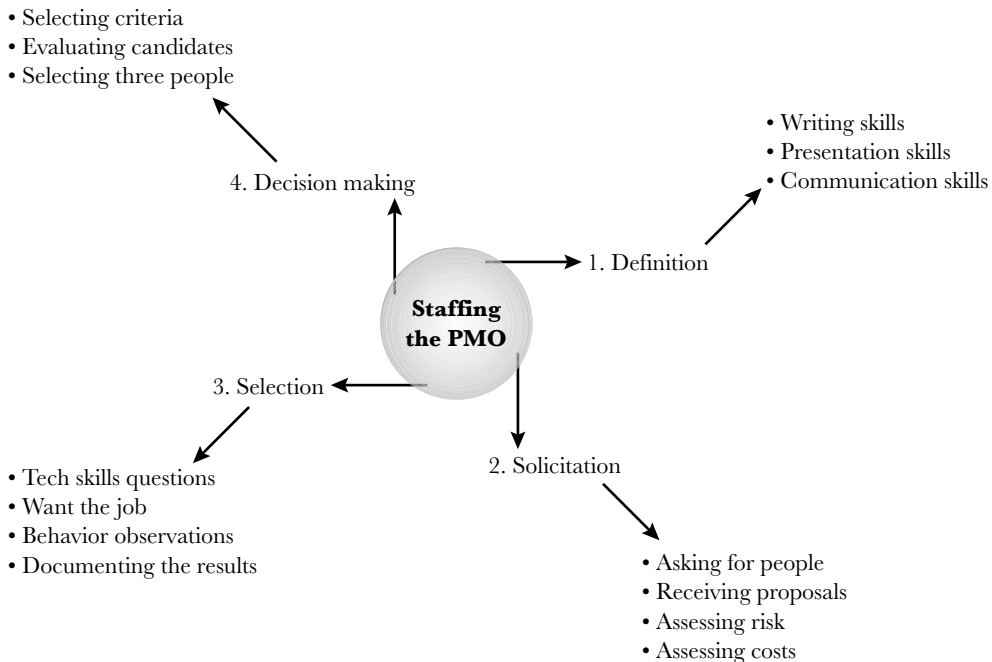 • Selecting criteria
• Evaluating candidates
• Selecting three people
4. Decision making
• Writing skills
• Presentation skills
• Communication skills
1. Definition
Staffing
the PMO
3. Selection
• Tech skills questions
• Want the job
• Behavior observations
• Documenting the results
2. Solicitation
• Asking for people
• Receiving proposals
• Assessing risk
• Assessing costs